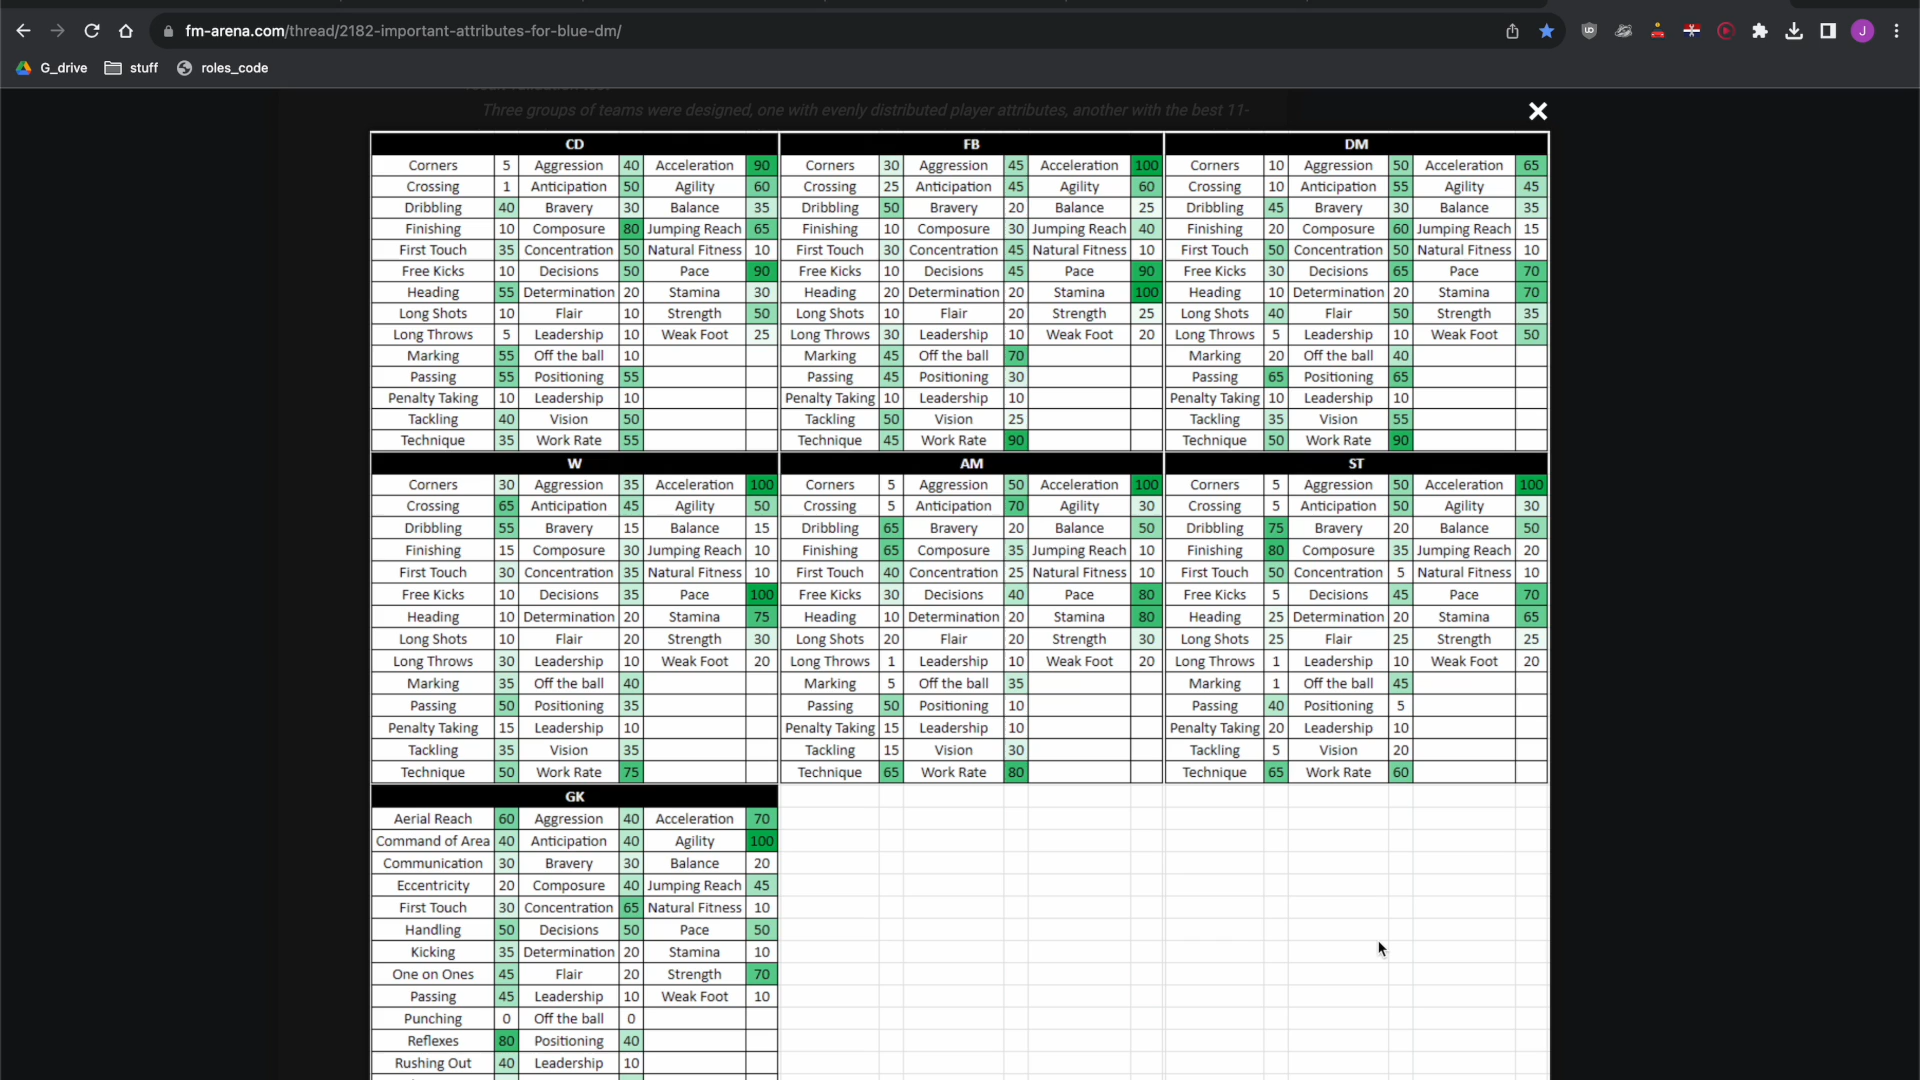 fm-arena.com/thread/2182-important-attributes-for-blue-dm/
J
G_drive stuff roles_code
Three groups of teams were designed, one with evenly distributed player attributes, another with the best 11-
CD FB DM
Corners 5 Aggression 40 Acceleration 90 Corners 30 Aggression 45 Acceleration 100 Corners 10 Aggression 50 Acceleration 65
Crossing 1 Anticipation 50 Agility 60 Crossing 25 Anticipation 45 Agility 60 Crossing 10 Anticipation 55 Agility 45
Dribbling 40 Bravery 30 Balance 35 Dribbling 50 Bravery 20 Balance 25 Dribbling 45 Bravery 30 Balance 35
Finishing 10 Composure 80 Jumping Reach 65 Finishing 10 Composure 30 Jumping Reach 40 Finishing 20 Composure 60 Jumping Reach 15
First Touch 35 Concentration 50 Natural Fitness 10 First Touch 30 Concentration 45 Natural Fitness 10 First Touch 50 Concentration 50 Natural Fitness 10
Free Kicks 10 Decisions 50 Pace 90 Free Kicks 10 Decisions 45 Pace 90 Free Kicks 30 Decisions 65 Pace 70
Heading 55 Determination 20 Stamina 30 Heading 20 Determination 20 Stamina 100 Heading 10 Determination 20 Stamina 70
Long Shots 10 Flair 10 Strength 50 Long Shots 10 Flair 20 Strength 25 Long Shots 40 Flair 50 Strength 35
Long Throws 5 Leadership 10 Weak Foot 25 Long Throws 30 Leadership 10 Weak Foot 20 Long Throws 5 Leadership 10 Weak Foot 50
Marking 55 Off the ball 10 Marking 45 Off the ball 70 Marking 20 Off the ball 40
Passing 55 Positioning 55 Passing 45 Positioning 30 Passing 65 Positioning 65
Penalty Taking 10 Leadership 10 Penalty Taking 10 Leadership 10 Penalty Taking 10 Leadership 10
Tackling 40 Vision 50 Tackling 50 Vision 25 Tackling 35 Vision 55
Technique 35 Work Rate 55 Technique 45 Work Rate 90 Technique 50 Work Rate 90
W AM ST
Corners 30 Aggression 35 Acceleration 100 Corners 5 Aggression 50 Acceleration 100 Corners 5 Aggression 50 Acceleration 100
Crossing 65 Anticipation 45 Agility 50 Crossing 5 Anticipation 70 Agility 30 Crossing 5 Anticipation 50 Agility 30
Dribbling 55 Bravery 15 Balance 15 Dribbling 65 Bravery 20 Balance 50 Dribbling 75 Bravery 20 Balance 50
Finishing 15 Composure 30 Jumping Reach 10 Finishing 65 Composure 35 Jumping Reach 10 Finishing 80 Composure 35 Jumping Reach 20
First Touch 30 Concentration 35 Natural Fitness 10 First Touch 40 Concentration 25 Natural Fitness 10 First Touch 50 Concentration 5 Natural Fitness 10
Free Kicks 10 Decisions 35 Pace 100 Free Kicks 30 Decisions 40 Pace 80 Free Kicks 5 Decisions 45 Pace 70
Heading 10 Determination 20 Stamina 75 Heading 10 Determination 20 Stamina 80 Heading 25 Determination 20 Stamina 65
Long Shots 10 Flair 20 Strength 30 Long Shots 20 Flair 20 Strength 30 Long Shots 25 Flair 25 Strength 25
Long Throws 30 Leadership 10 Weak Foot 20 Long Throws 1 Leadership 10 Weak Foot 20 Long Throws 1 Leadership 10 Weak Foot 20
Marking 35 Off the ball 40 Marking 5 Off the ball 35 Marking 1 Off the ball 45
Passing 50 Positioning 35 Passing 50 Positioning 10 Passing 40 Positioning 5
Penalty Taking 15 Leadership 10 Penalty Taking 15 Leadership 10 Penalty Taking 20 Leadership 10
Tackling 35 Vision 35 Tackling 15 Vision 30 Tackling 5 Vision 20
Technique 50 Work Rate 75 Technique 65 Work Rate 80 Technique 65 Work Rate 60
GK
Aerial Reach 60 Aggression 40 Acceleration 70
Command of Area 40 Anticipation 40 Agility 100
Communication 30 Bravery 30 Balance 20
Eccentricity 20 Composure 40 Jumping Reach 45
First Touch 30 Concentration 65 Natural Fitness 10
Handling 50 Decisions 50 Pace 50
Kicking 35 Determination 20 Stamina 10
One on Ones 45 Flair 20 Strength 70
Passing 45 Leadership 10 Weak Foot 10
Punching 0 Off the ball 0
Reflexes 80 Positioning 40
Rushing Out 40 Leadership 10